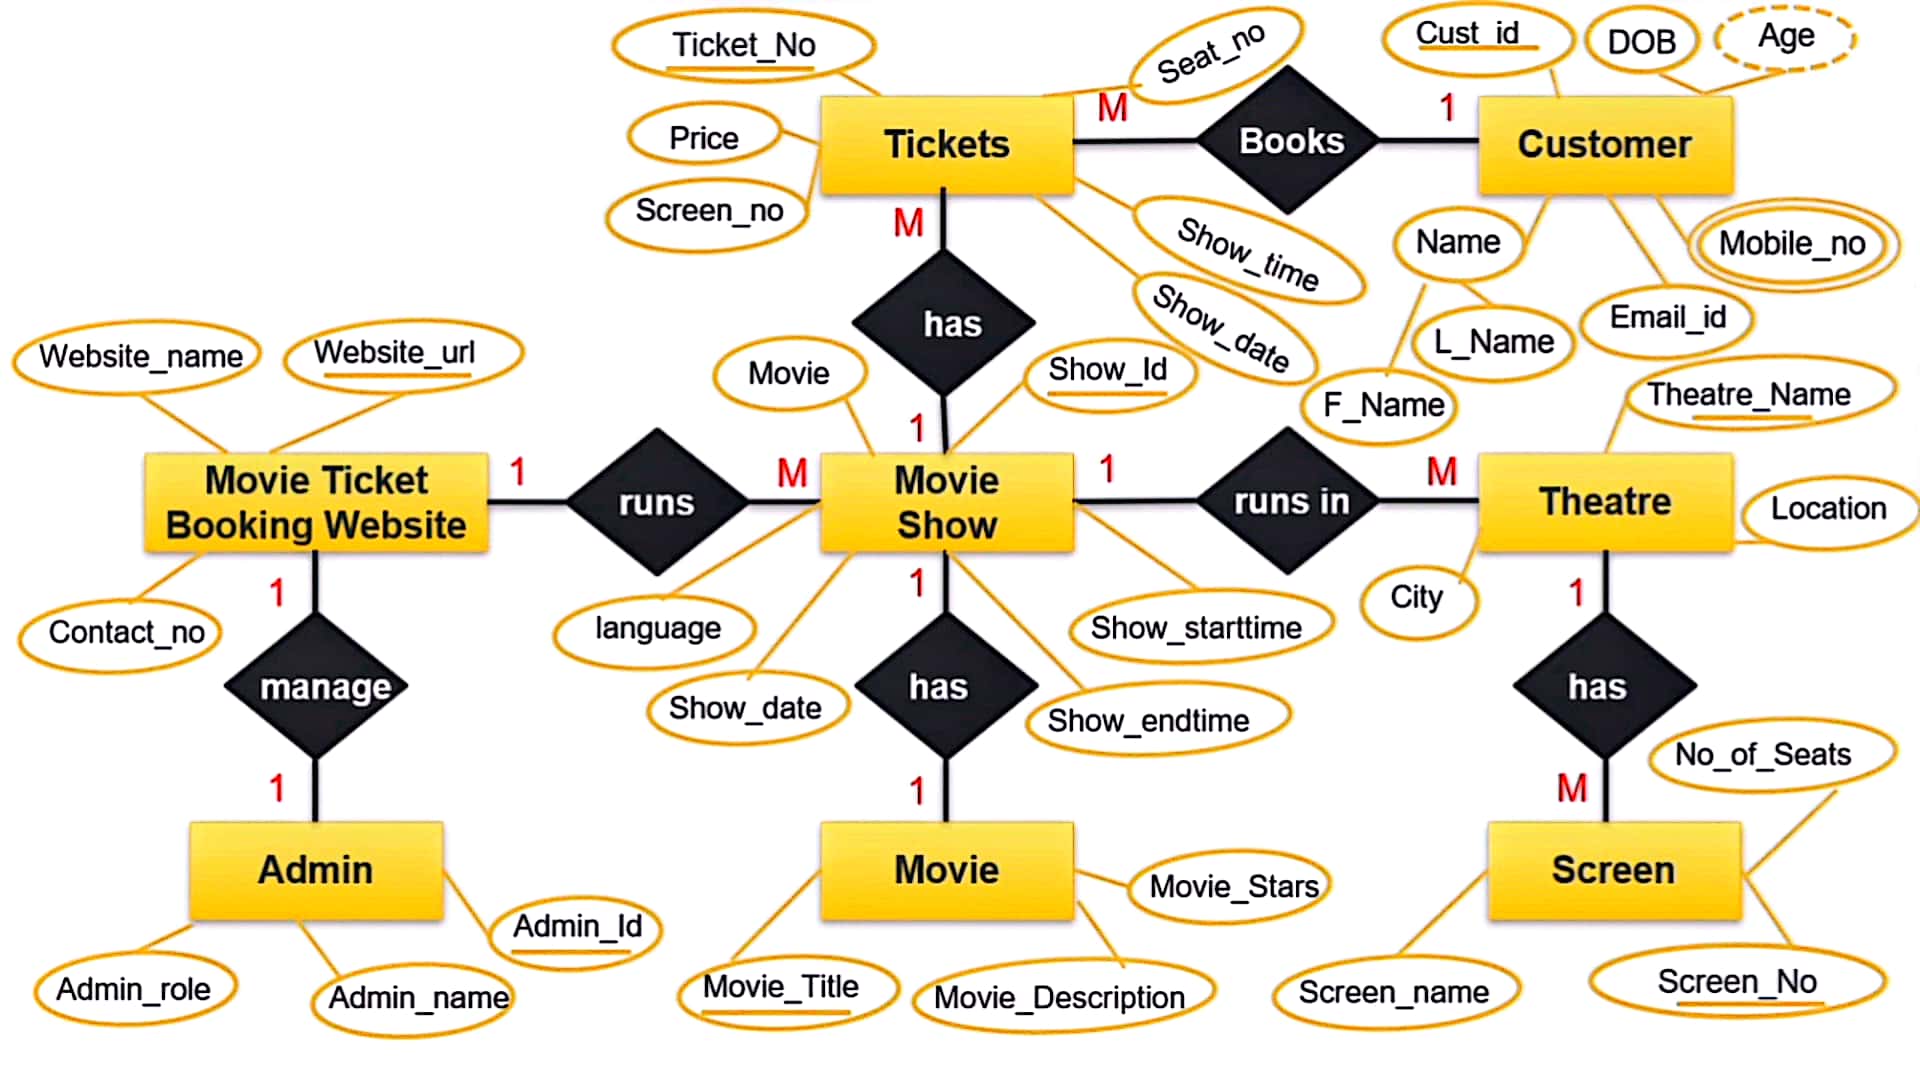 Ticket_No
Seat_no
Cust_id
DOB
Age
Price
Tickets
M
Books
1
Customer
Screen_no
M
Show_time
Name
Mobile_no
has
Show_date
L_Name
Email_id
Website_name
Website_url
Movie
Show_Id
F_Name
Theatre_Name
1
Movie Ticket
Booking Website
1
runs
M
Movie
Show
1
runs in
M
Theatre
Location
1
Contact_no
language
1
Show_starttime
City
1
manage
Show_date
has
Show_endtime
has
No_of_Seats
1
1
M
Admin
Movie
Movie_Stars
Screen
Admin_Id
Admin_role
Admin_name
Movie_Title
Movie_Description
Screen_name
Screen_No